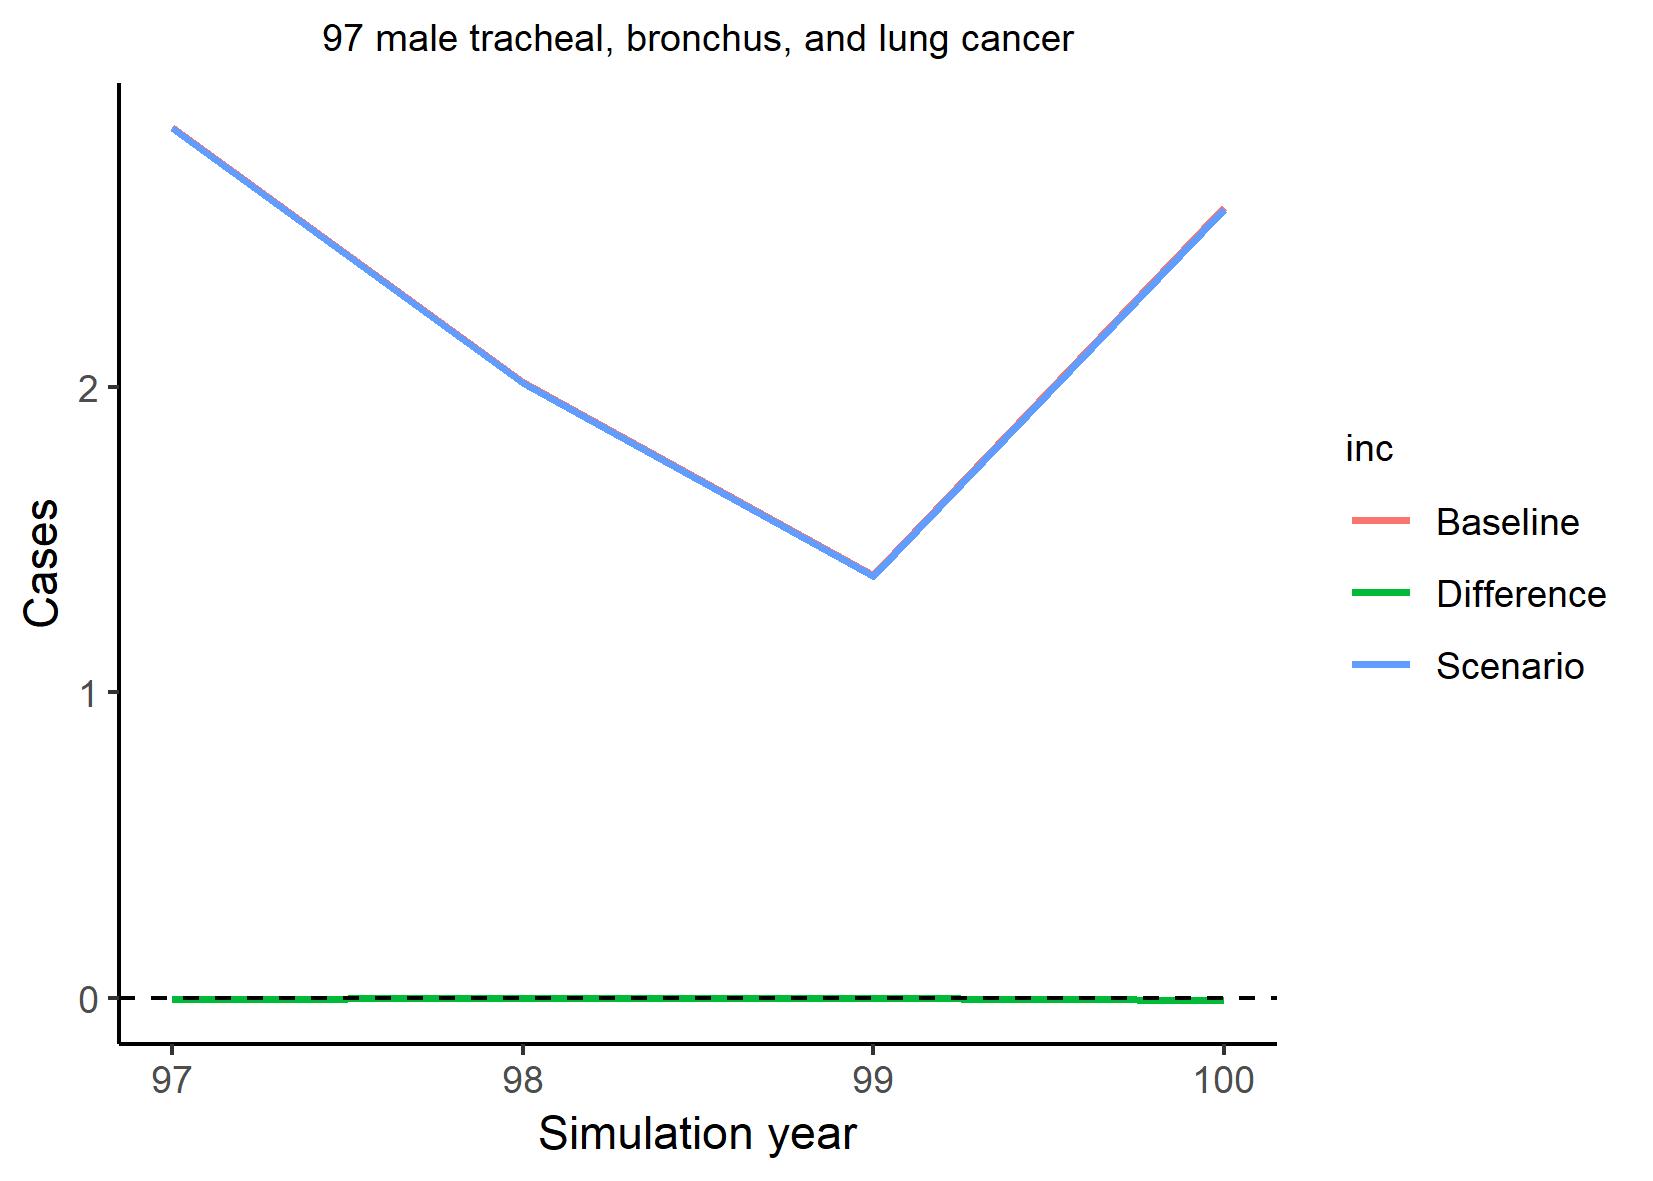 97 male tracheal, bronchus, and lung cancer
Cases
2
1
0
97 98 99 100
Simulation year
inc
Baseline
Difference
Scenario